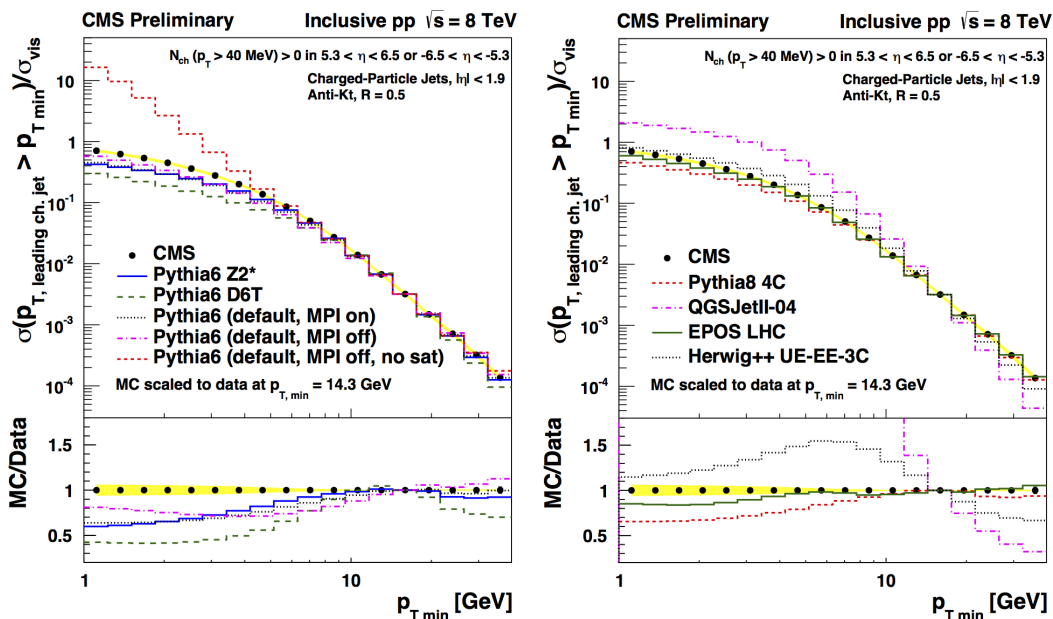 CMS Preliminary Inclusive pp √s = 8 TeV
N_ch (p_T > 40 MeV) > 0 in 5.3 < η < 6.5 or -6.5 < η < -5.3
Charged-Particle Jets, |η| < 1.9
Anti-Kt, R = 0.5
σ(p_T, leading ch. jet > p_T min)/σ_vis
10
1
10^-1
10^-2
10^-3
10^-4
CMS
Pythia6 Z2*
Pythia6 D6T
Pythia6 (default, MPI on)
Pythia6 (default, MPI off)
Pythia6 (default, MPI off, no sat)
MC scaled to data at p_T, min = 14.3 GeV
MC/Data
1.5
1
0.5
1 10
p_T min [GeV]
CMS Preliminary Inclusive pp √s = 8 TeV
N_ch (p_T > 40 MeV) > 0 in 5.3 < η < 6.5 or -6.5 < η < -5.3
Charged-Particle Jets, |η| < 1.9
Anti-Kt, R = 0.5
σ(p_T, leading ch. jet > p_T min)/σ_vis
10
1
10^-1
10^-2
10^-3
10^-4
CMS
Pythia8 4C
QGSJetII-04
EPOS LHC
Herwig++ UE-EE-3C
MC scaled to data at p_T, min = 14.3 GeV
MC/Data
1.5
1
0.5
1 10
p_T min [GeV]